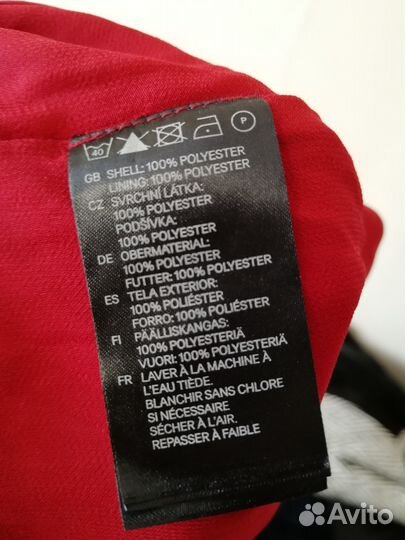 40 P
GB SHELL: 100% POLYESTER
LINING: 100% POLYESTER
CZ SVRCHNÍ LÁTKA:
100% POLYESTER
PODŠÍVKA:
100% POLYESTER
DE OBERMATERIAL:
100% POLYESTER
FUTTER: 100% POLYESTER
ES TELA EXTERIOR:
100% POLIÉSTER
FORRO: 100% POLIÉSTER
FI PÄÄLLISKANGAS:
100% POLYESTERIÄ
VUORI: 100% POLYESTERIÄ
FR LAVER À LA MACHINE À
L'EAU TIÈDE.
BLANCHIR SANS CHLORE
SI NÉCESSAIRE
SÉCHER À L'AIR.
REPASSER À FAIBLE
Avito